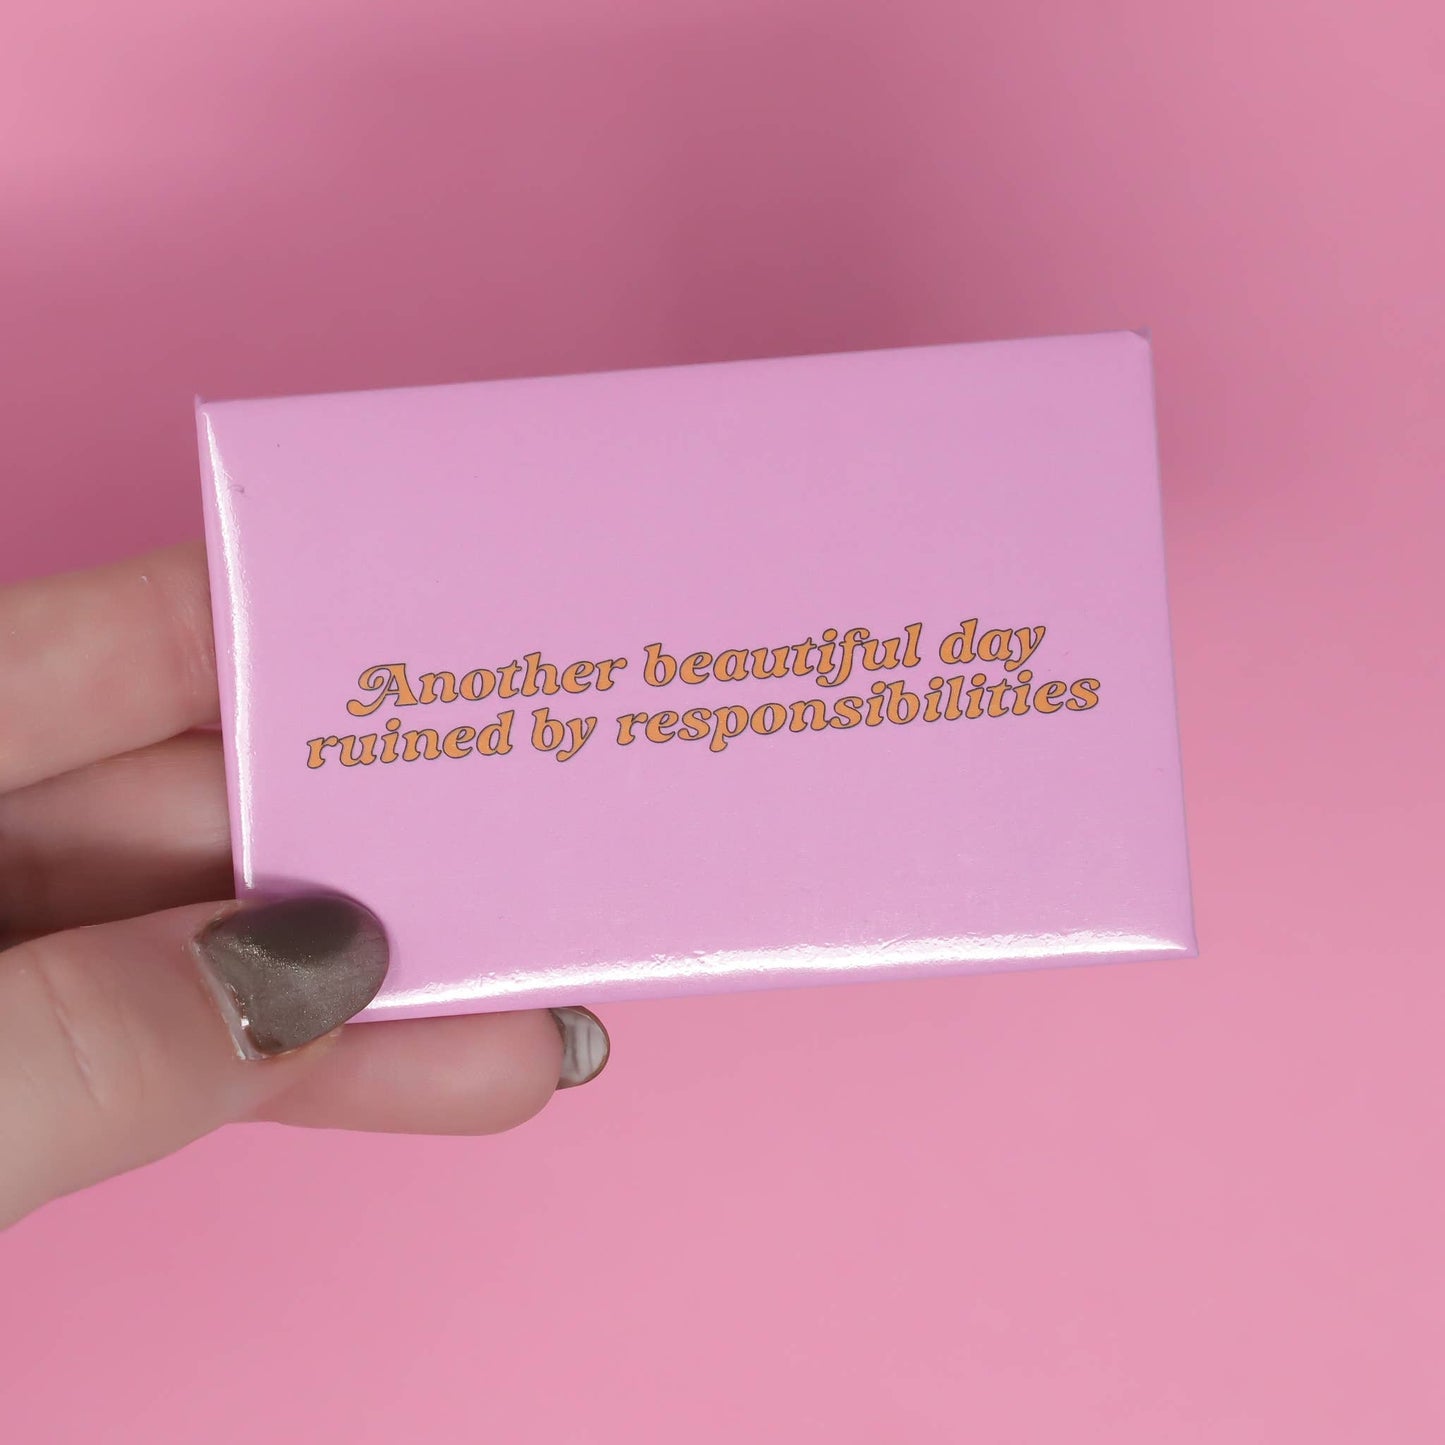 Another beautiful day
ruined by responsibilities